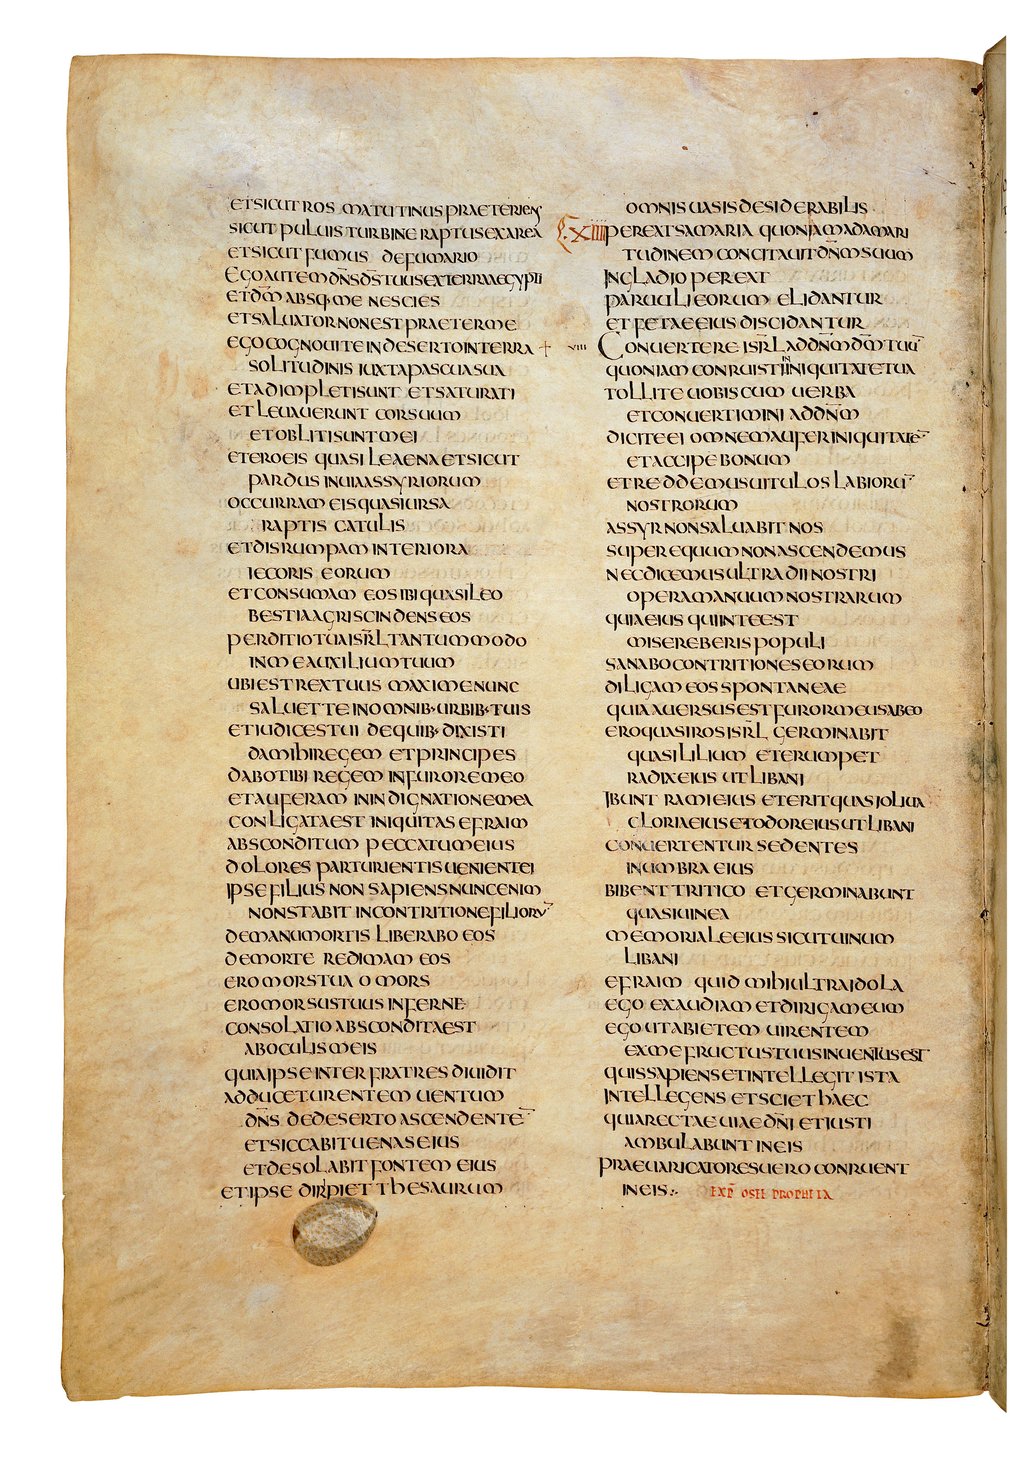 ET SICUT ROS MATUTINUS PRAETERIENS
SICUT PULUIS TURBINE RAPTUS EX AREA
ET SICUT FUMUS DE FUMARIO
EGO AUTEM DN̄S D̄S TUUS EX TERRA AEGYPTI
ET D̄M ABSQ· ME NESCIES
ET SALUATOR NON EST PRAETER ME
EGO COGNOUI TE IN DESERTO IN TERRA
SOLITUDINIS IUXTA PASCUA SUA
ET ADIMPLETI SUNT ET SATURATI
ET LEUAUERUNT COR SUUM
ET OBLITI SUNT MEI
ET ERO EIS QUASI LEAENA ET SICUT
PARDUS IN UIA ASSYRIORUM
OCCURRAM EIS QUASI URSA
RAPTIS CATULIS
ET DISRUMPAM INTERIORA
IECORIS EORUM
ET CONSUMAM EOS IBI QUASI LEO
BESTIA AGRI SCINDENS EOS
PERDITIO TUA ISR̄L TANTUMMODO
IN ME AUXILIUM TUUM
UBI EST REX TUUS MAXIME NUNC
SALUET TE IN OMNIB· URBIB· TUIS
ET IUDICES TUI DE QUIB· DIXISTI
DA MIHI REGEM ET PRINCIPES
DABO TIBI REGEM IN FURORE MEO
ET AUFERAM IN INDIGNATIONE MEA
CONLIGATA EST INIQUITAS EFRAIM
ABSCONDITUM PECCATUM EIUS
DOLORES PARTURIENTIS UENIENT EI
IPSE FILIUS NON SAPIENS NUNC ENIM
NON STABIT IN CONTRITIONE FILIORU̅
DE MANU MORTIS LIBERABO EOS
DE MORTE REDIMAM EOS
ERO MORS TUA O MORS
ERO MORSUS TUUS INFERNE
CONSOLATIO ABSCONDITA EST
AB OCULIS MEIS
QUIA IPSE INTER FRATRES DIUIDIT
ADDUCET URENTEM UENTUM
DN̄S DE DESERTO ASCENDENTE̅
ET SICCABIT UENAS EIUS
ET DESOLABIT FONTEM EIUS
ET IPSE DIRIPIET THESAURUM
OMNIS UASIS DESIDERABILIS
XIIII PEREAT SAMARIA QUONIAM AD AMARI
TUDINEM CONCITAUIT DN̄M SUUM
IN GLADIO PEREAT
PARUULI EORUM ELIDANTUR
ET FETAE EIUS DISCIDANTUR
+ VIIII CONUERTERE ISR̄L AD DN̄M D̄M TUU̅
QUONIAM CONRUISTI IN INIQUITATE TUA
TOLLITE UOBISCUM UERBA
ET CONUERTIMINI AD DN̄M
DICITE EI OMNEM AUFER INIQUITATE̅
ET ACCIPE BONUM
ET REDDEMUS UITULOS LABIORU̅
NOSTRORUM
ASSYR NON SALUABIT NOS
SUPER EQUUM NON ASCENDEMUS
NEC DICEMUS ULTRA DII NOSTRI
OPERA MANUUM NOSTRARUM
QUIA EIUS QUI IN TE EST
MISEREBERIS POPULI
SANABO CONTRITIONES EORUM
DILIGAM EOS SPONTANEAE
QUIA AUERSUS EST FUROR MEUS AB EO
ERO QUASI ROS ISR̄L GERMINABIT
QUASI LILIUM ET ERUMPET
RADIX EIUS UT LIBANI
IBUNT RAMI EIUS ET ERIT QUASI OLIUA
GLORIA EIUS ET ODOR EIUS UT LIBANI
CONUERTENTUR SEDENTES
IN UMBRA EIUS
BIBENT TRITICO ET GERMINABUNT
QUASI UINEA
MEMORIALE EIUS SICUT UINUM
LIBANI
EFRAIM QUID MIHI ULTRA IDOLA
EGO EXAUDIAM ET DIRIGAM EUM
EGO UT ABIETEM UIRENTEM
EX ME FRUCTUS TUUS INUENTUS EST
QUIS SAPIENS ET INTELLEGIT ISTA
INTELLEGENS ET SCIET HAEC
QUIA RECTAE UIAE DN̄I ET IUSTI
AMBULABUNT IN EIS
PRAEUARICATORES UERO CONRUENT
IN EIS:· EXP̄ OSEE PROPHETA